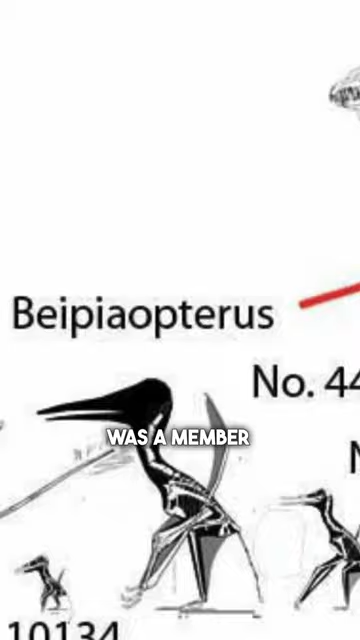 Beipiaopterus
No. 44
WAS A MEMBER
N
10134